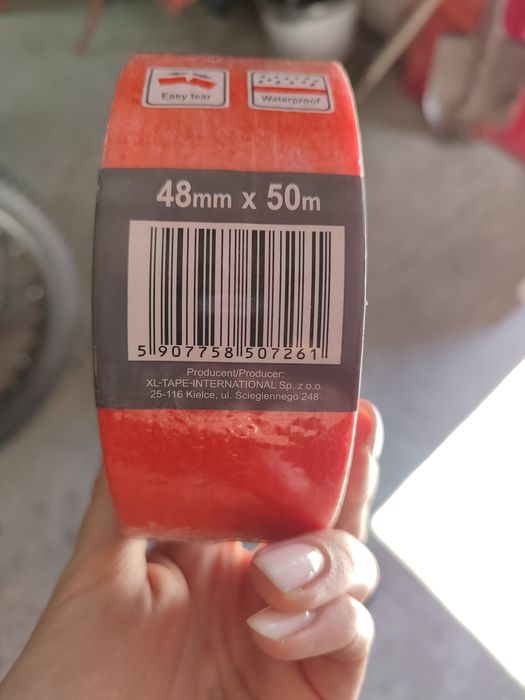 Easy tear
Waterproof
48mm x 50m
5 907758 507261
Producent/Producer:
XL-TAPE-INTERNATIONAL Sp. z o.o.
25-116 Kielce, ul. Ściegiennego 248